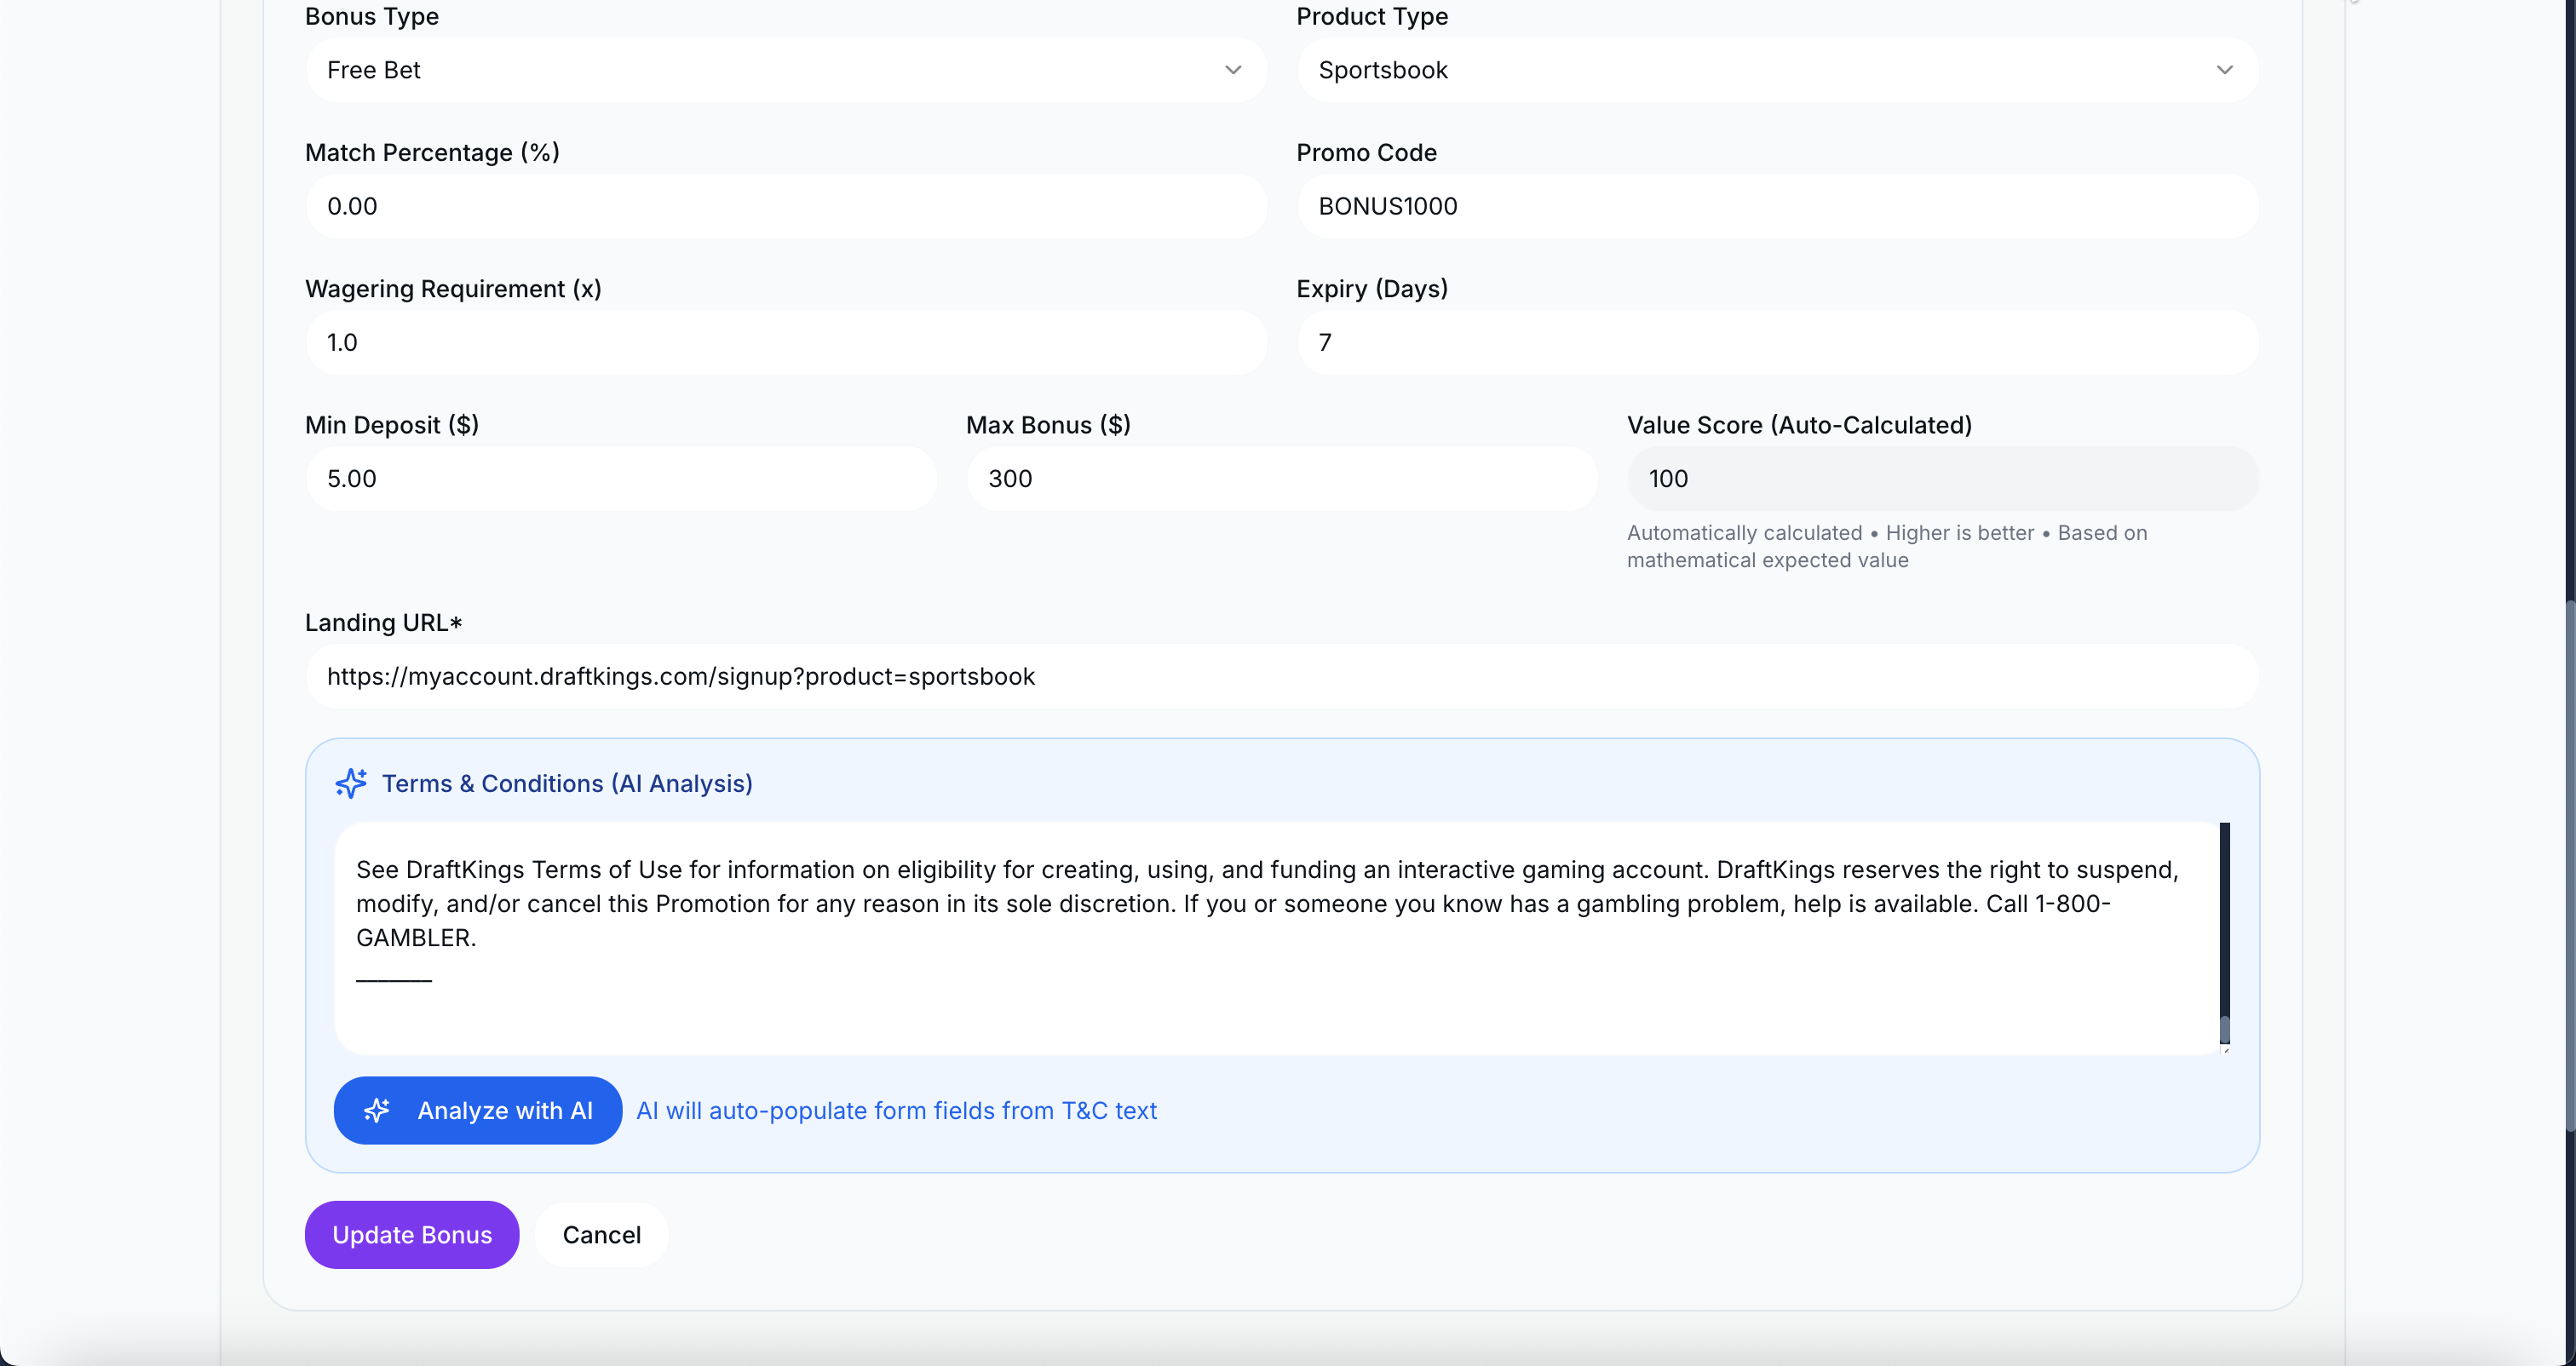 Bonus Type
Product Type
Free Bet
Sportsbook
Match Percentage (%)
Promo Code
0.00
BONUS1000
Wagering Requirement (x)
Expiry (Days)
1.0
7
Min Deposit ($)
Max Bonus ($)
Value Score (Auto-Calculated)
5.00
300
100
Automatically calculated • Higher is better • Based on
mathematical expected value
Landing URL*
https://myaccount.draftkings.com/signup?product=sportsbook
Terms & Conditions (AI Analysis)
See DraftKings Terms of Use for information on eligibility for creating, using, and funding an interactive gaming account. DraftKings reserves the right to suspend,
modify, and/or cancel this Promotion for any reason in its sole discretion. If you or someone you know has a gambling problem, help is available. Call 1-800-
GAMBLER.
_______
Analyze with AI
AI will auto-populate form fields from T&C text
Update Bonus
Cancel